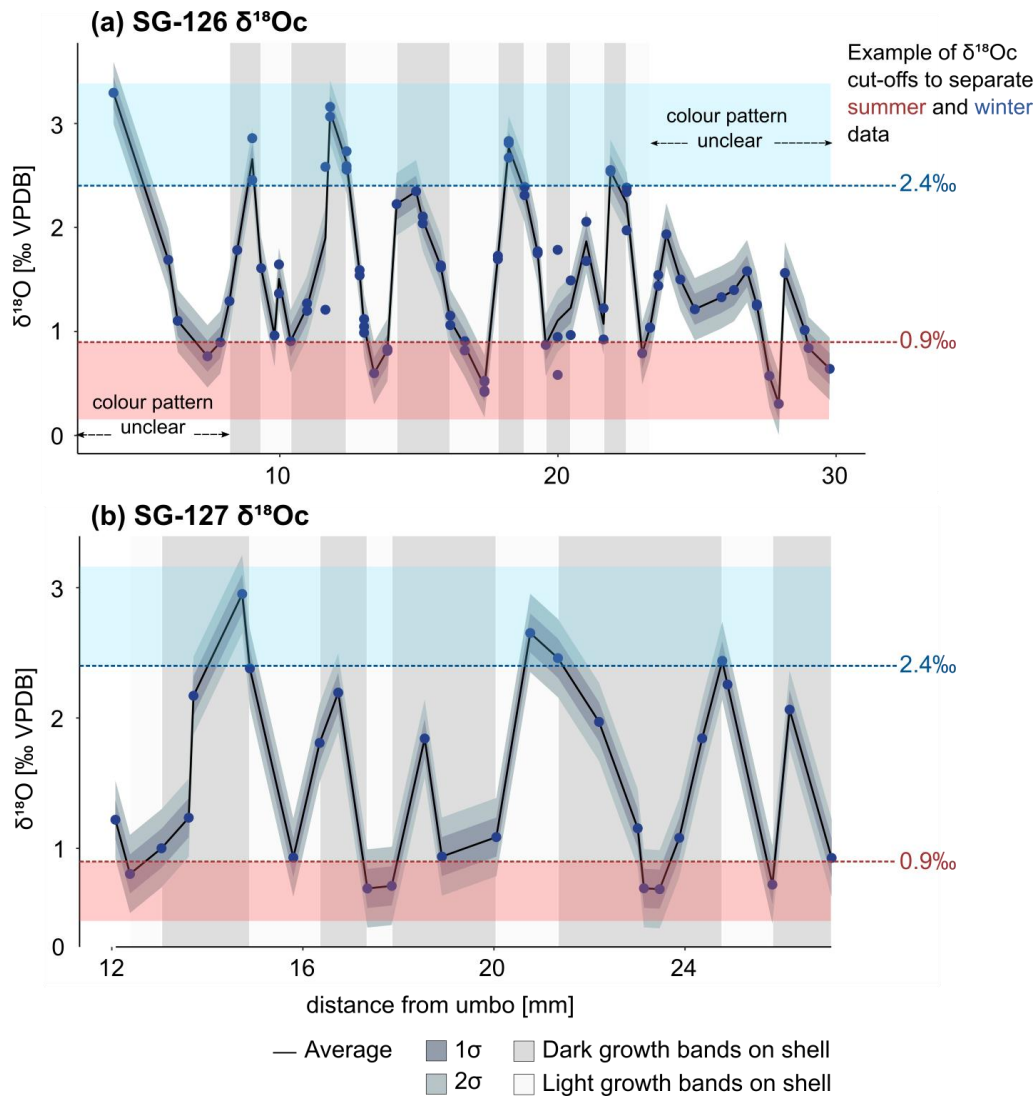 (a) SG-126 δ¹⁸Oc
Example of δ¹⁸Oc
cut-offs to separate
summer and winter
data
colour pattern
unclear
2.4‰
0.9‰
colour pattern
unclear
δ¹⁸O [‰ VPDB]
3
2
1
0
10
20
30
(b) SG-127 δ¹⁸Oc
2.4‰
0.9‰
δ¹⁸O [‰ VPDB]
3
2
1
0
12
16
20
24
distance from umbo [mm]
Average
1σ
Dark growth bands on shell
2σ
Light growth bands on shell